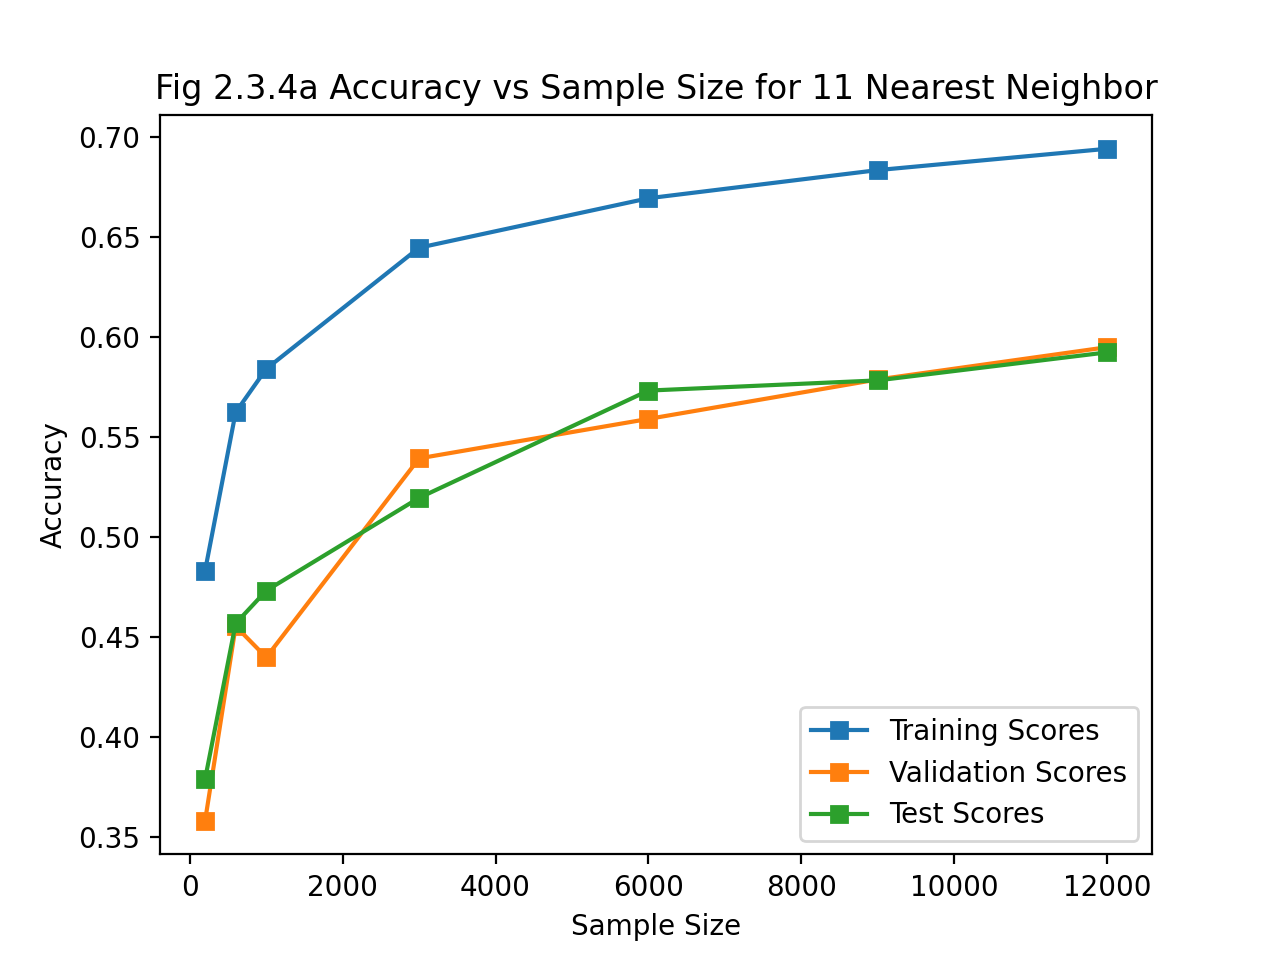 Fig 2.3.4a Accuracy vs Sample Size for 11 Nearest Neighbor
0.70
0.65
0.60
0.55
0.50
0.45
0.40
0.35
Accuracy
Training Scores
Validation Scores
Test Scores
0 2000 4000 6000 8000 10000 12000
Sample Size